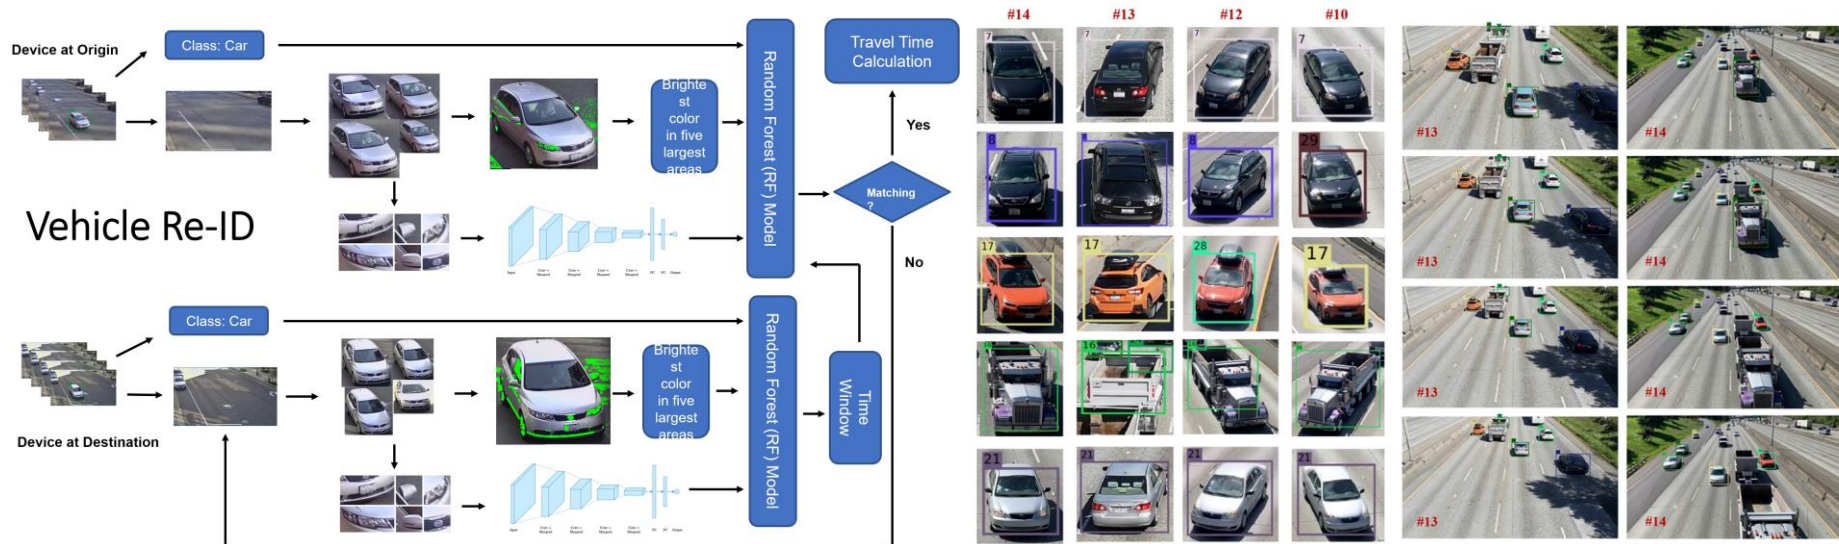 Device at Origin
Class: Car
Brighte
st
color
in five
largest
areas
Random Forest (RF) Model
Travel Time
Calculation
Yes
Matching
?
No
Vehicle Re-ID
Device at Destination
Class: Car
Brighte
st
color
in five
largest
areas
Random Forest (RF) Model
Time
Window
#14 #13 #12 #10
7 7 7 7
8 8 29
17 17 28 17
16
21 21 21 21
#13 #14
#13 #14
#13 #14
#13 #14